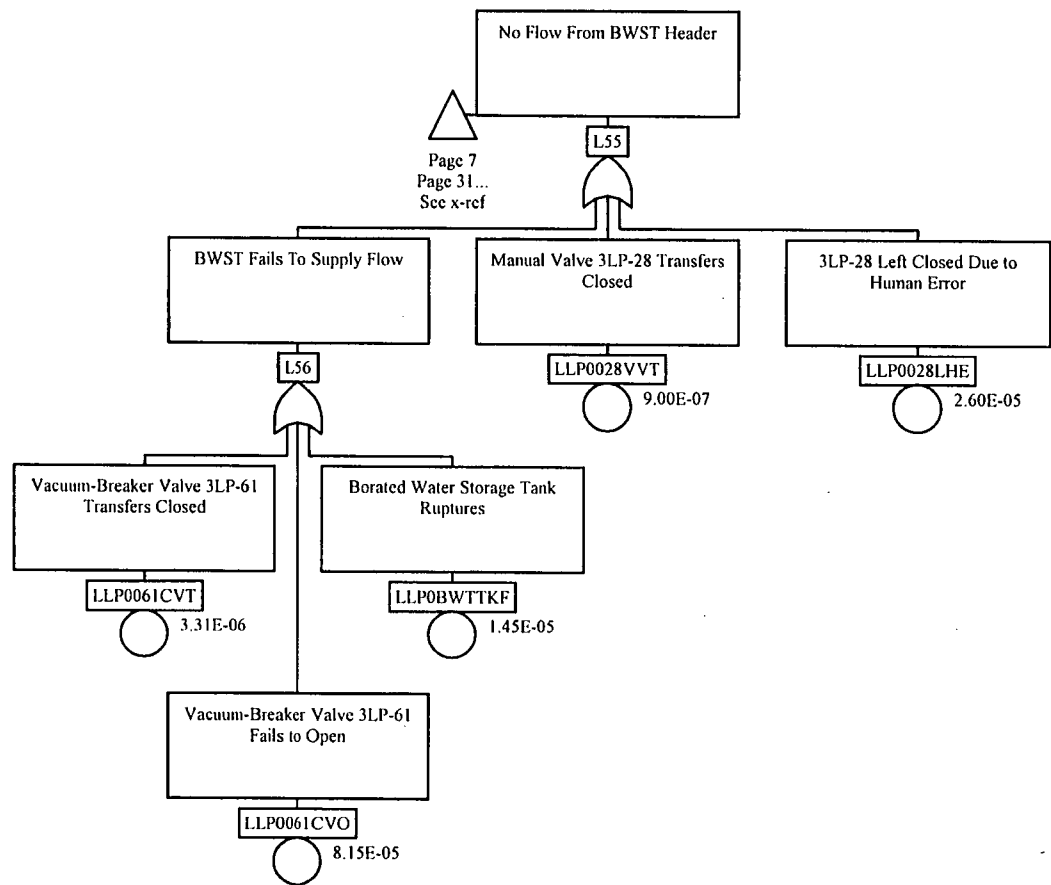 No Flow From BWST Header
L55
Page 7
Page 31...
See x-ref
BWST Fails To Supply Flow
L56
Manual Valve 3LP-28 Transfers
Closed
LLP0028VVT
9.00E-07
3LP-28 Left Closed Due to
Human Error
LLP0028LHE
2.60E-05
Vacuum-Breaker Valve 3LP-61
Transfers Closed
LLP0061CVT
3.31E-06
Borated Water Storage Tank
Ruptures
LLP0BWTTKF
1.45E-05
Vacuum-Breaker Valve 3LP-61
Fails to Open
LLP0061CVO
8.15E-05